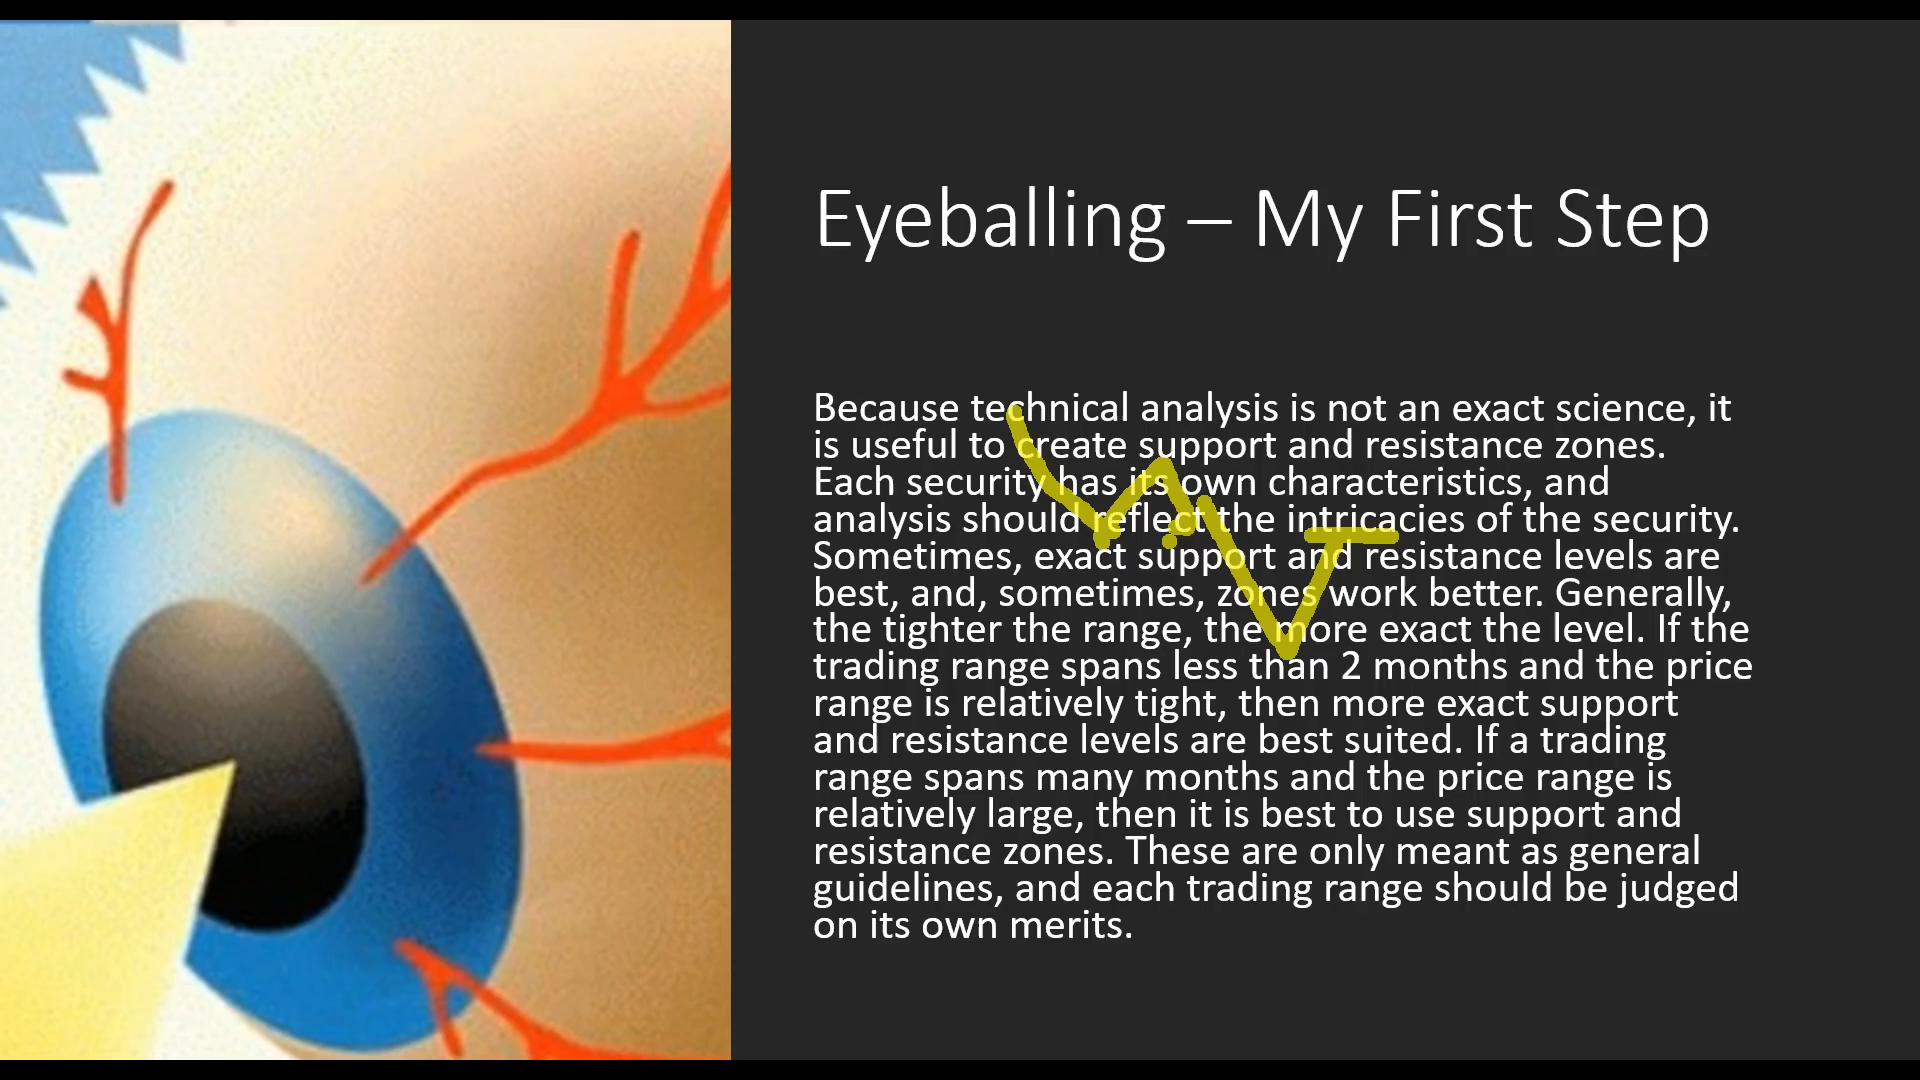 Eyeballing – My First Step
Because technical analysis is not an exact science, it
is useful to create support and resistance zones.
Each security has its own characteristics, and
analysis should reflect the intricacies of the security.
Sometimes, exact support and resistance levels are
best, and, sometimes, zones work better. Generally,
the tighter the range, the more exact the level. If the
trading range spans less than 2 months and the price
range is relatively tight, then more exact support
and resistance levels are best suited. If a trading
range spans many months and the price range is
relatively large, then it is best to use support and
resistance zones. These are only meant as general
guidelines, and each trading range should be judged
on its own merits.